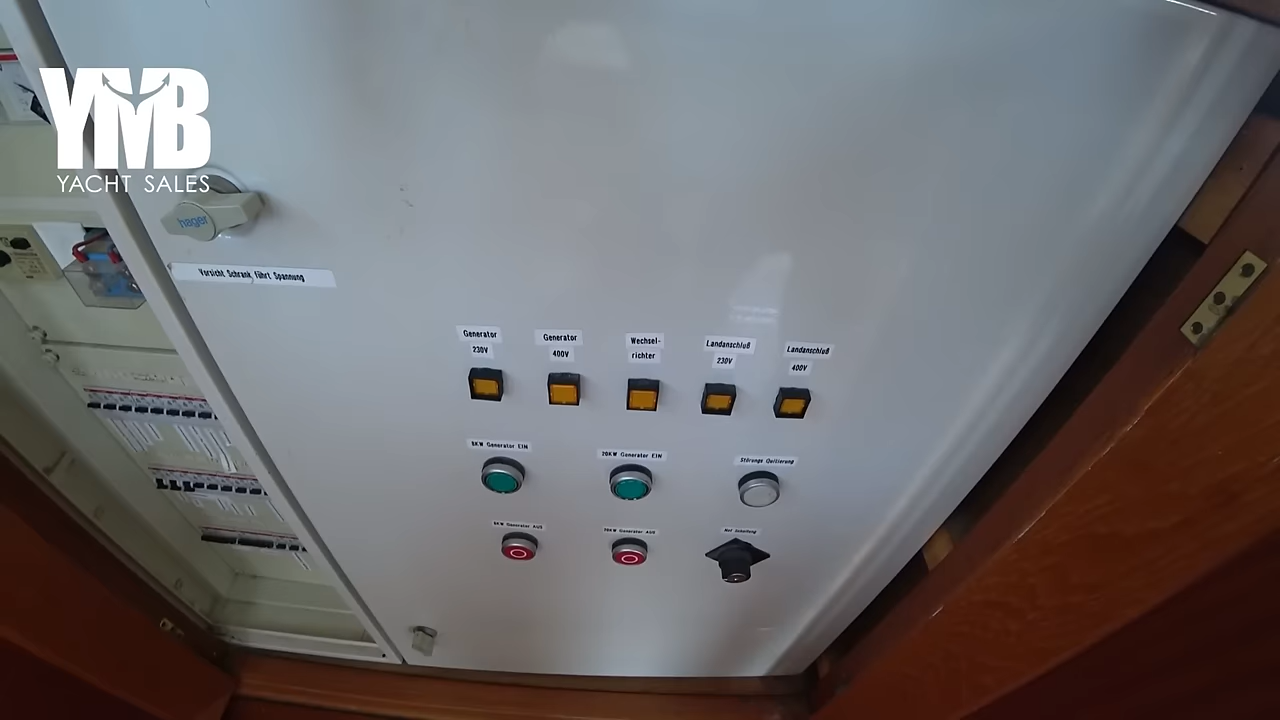 YMB
YACHT SALES
hager
Vorsicht Schrank führt Spannung
Generator
230V
Generator
400V
Wechsel-
richter
Landanschluß
230V
Landanschluß
400V
8KW Generator EIN
20KW Generator EIN
Störungs Quitierung
8KW Generator AUS
20KW Generator AUS